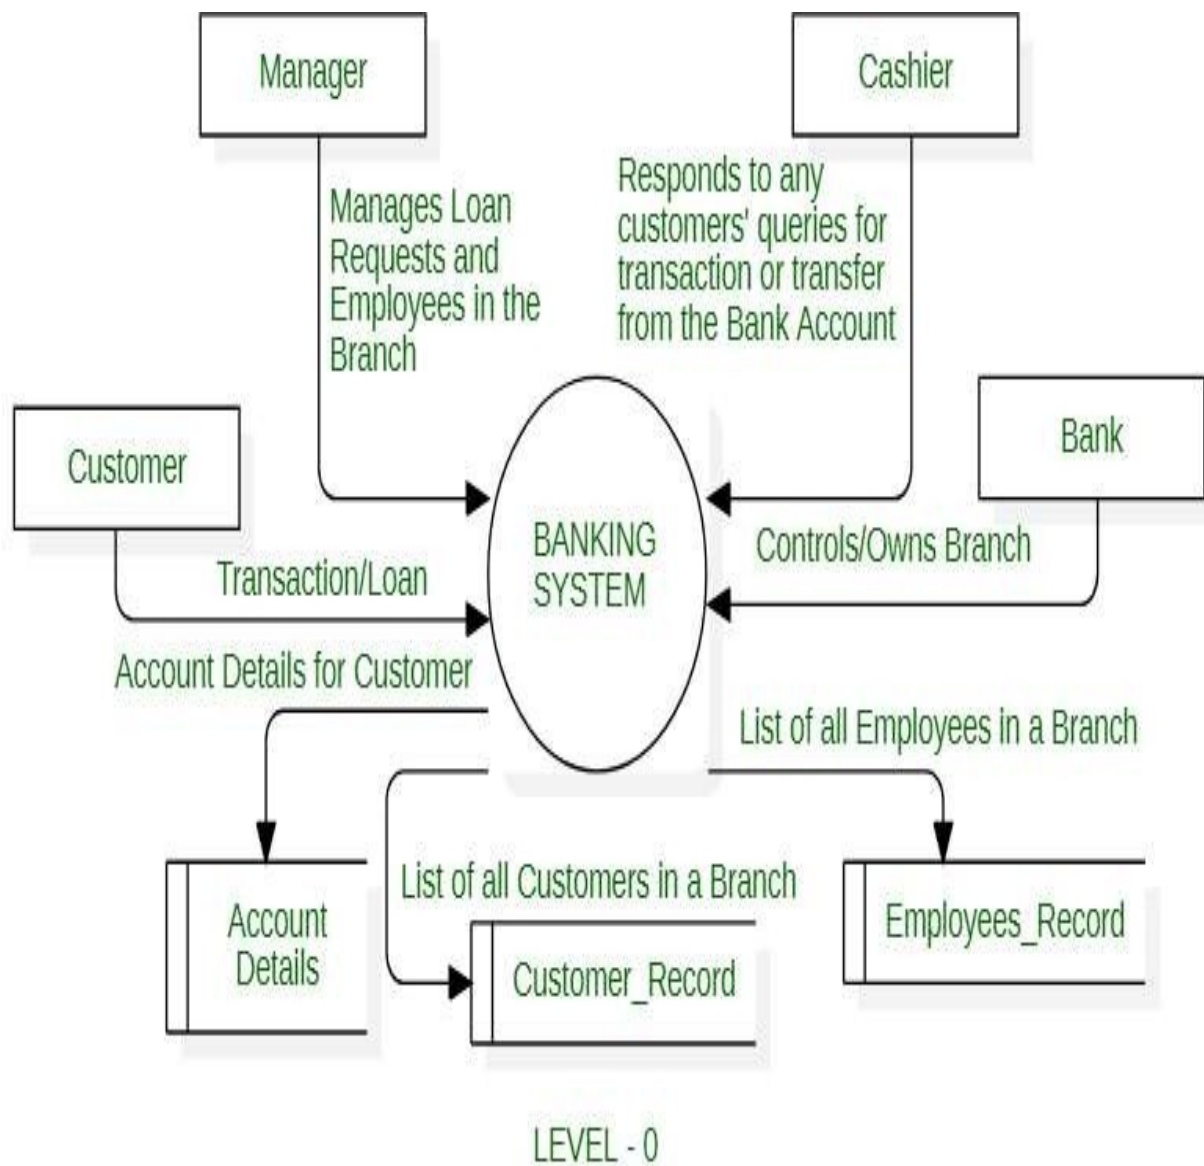 Manager
Cashier
Manages Loan
Requests and
Employees in the
Branch
Responds to any
customers' queries for
transaction or transfer
from the Bank Account
Customer
Bank
BANKING
SYSTEM
Transaction/Loan
Controls/Owns Branch
Account Details for Customer
List of all Employees in a Branch
List of all Customers in a Branch
Account
Details
Customer_Record
Employees_Record
LEVEL - 0